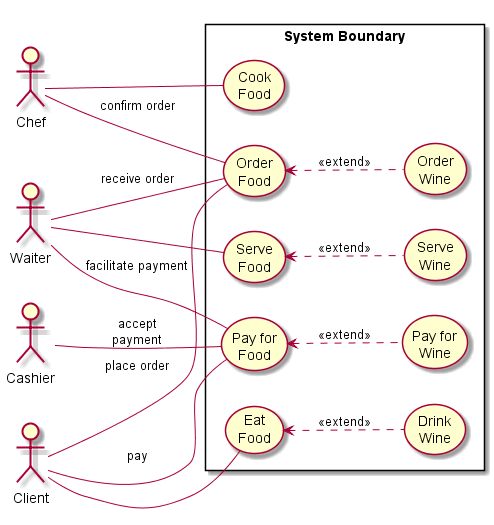 System Boundary
Cook
Food
Chef
confirm order
Order
Food
«extend»
Order
Wine
receive order
Waiter
Serve
Food
«extend»
Serve
Wine
facilitate payment
accept
payment
Pay for
Food
«extend»
Pay for
Wine
Cashier
place order
Eat
Food
«extend»
Drink
Wine
pay
Client